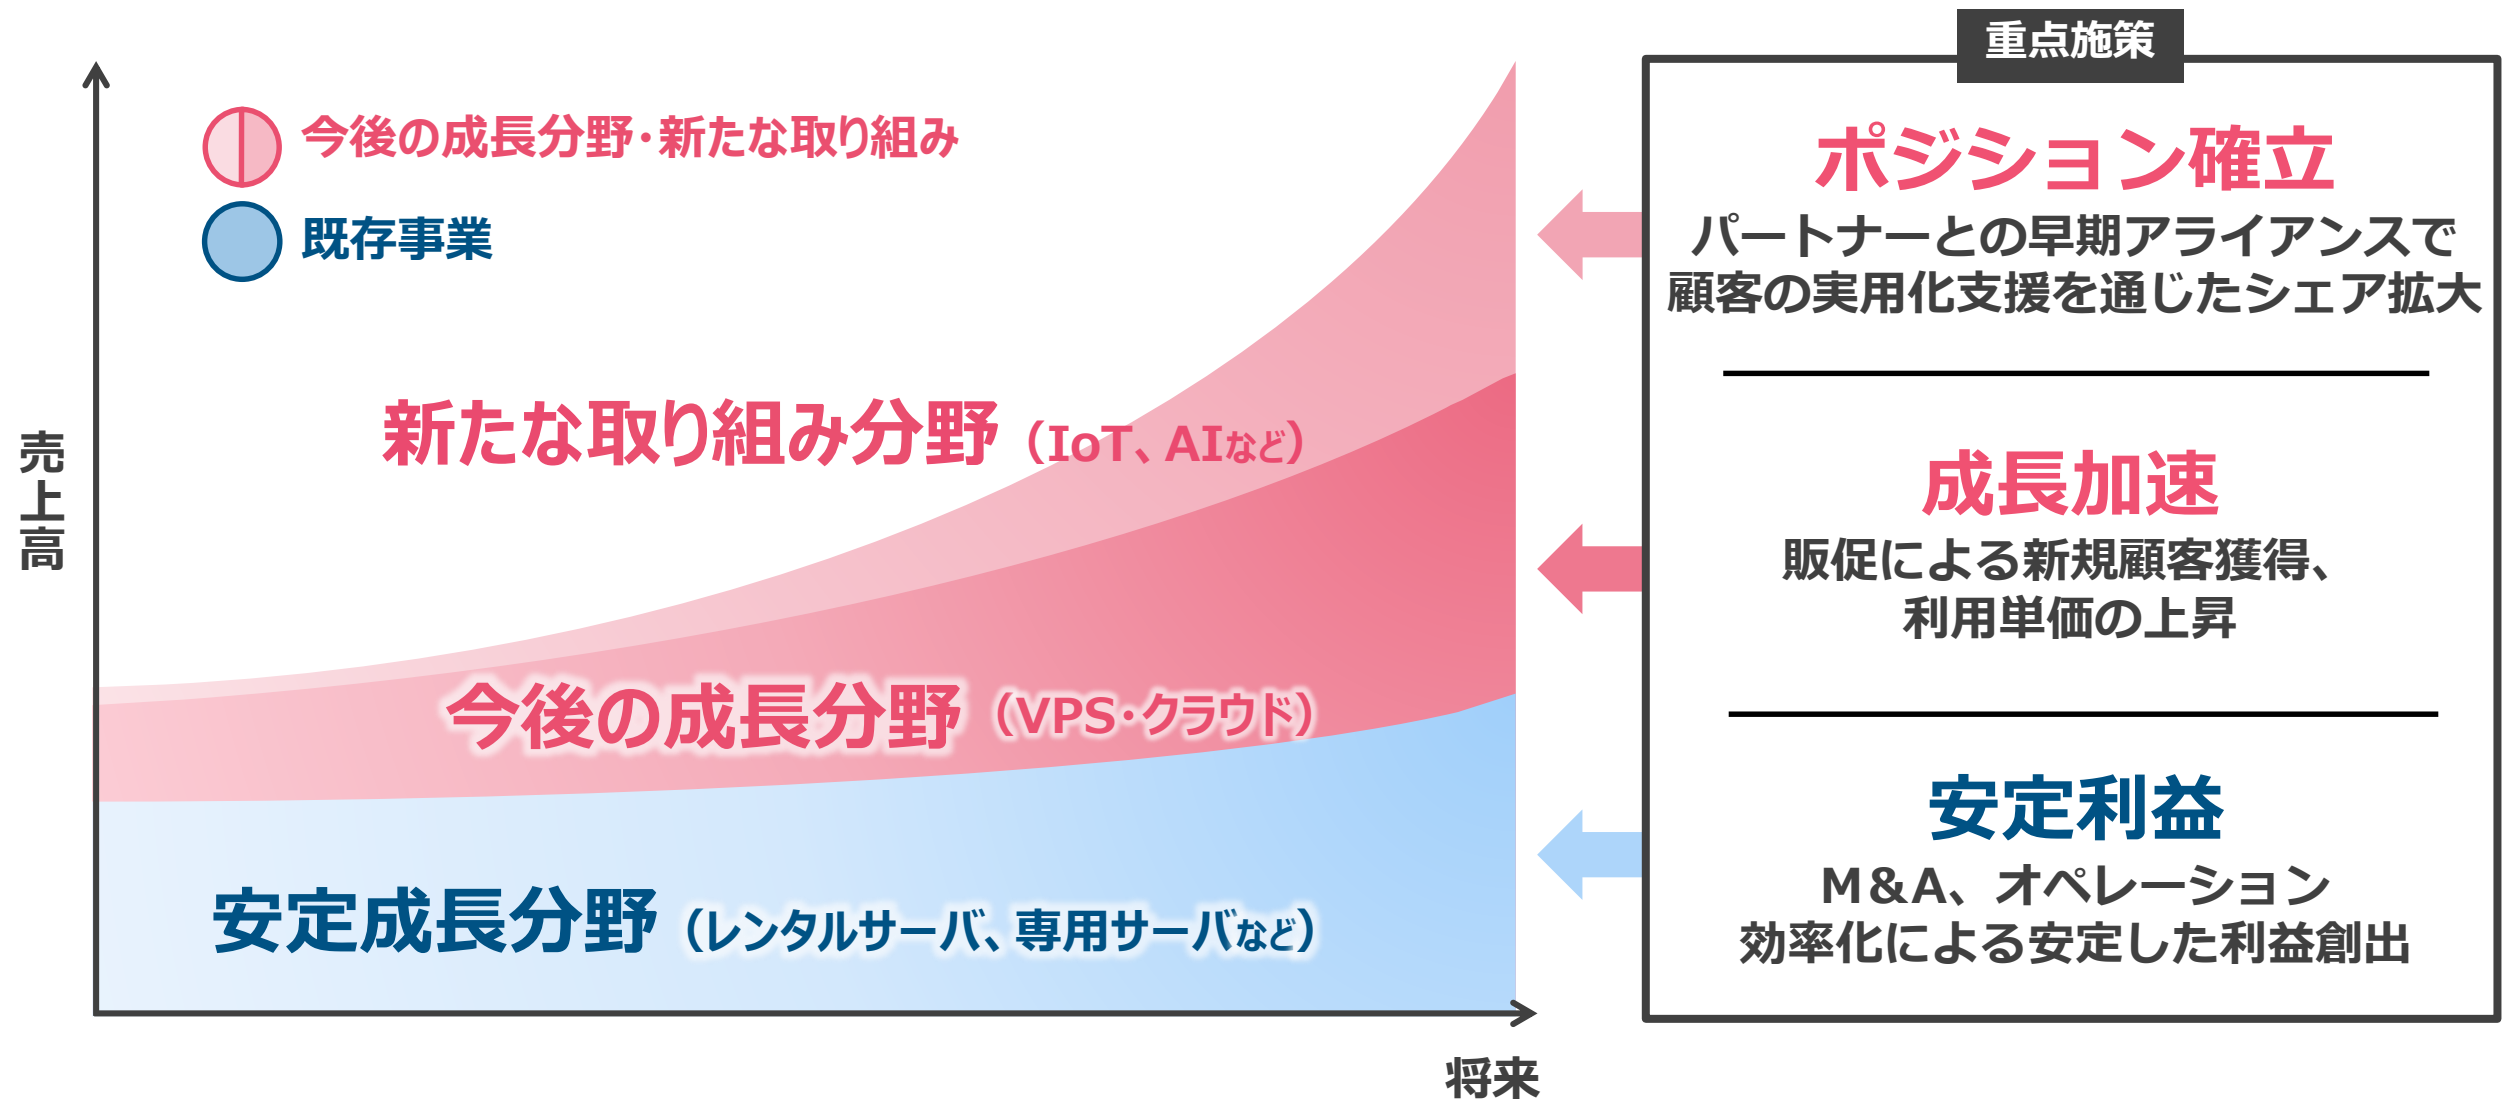 今後の成長分野・新たな取り組み
既存事業
売上高
新たな取り組み分野（IoT、AIなど）
今後の成長分野（VPS・クラウド）
安定成長分野（レンタルサーバ、専用サーバなど）
将来
重点施策
ポジション確立
パートナーとの早期アライアンスで
顧客の実用化支援を通じたシェア拡大
成長加速
販促による新規顧客獲得、
利用単価の上昇
安定利益
M＆A、オペレーション
効率化による安定した利益創出